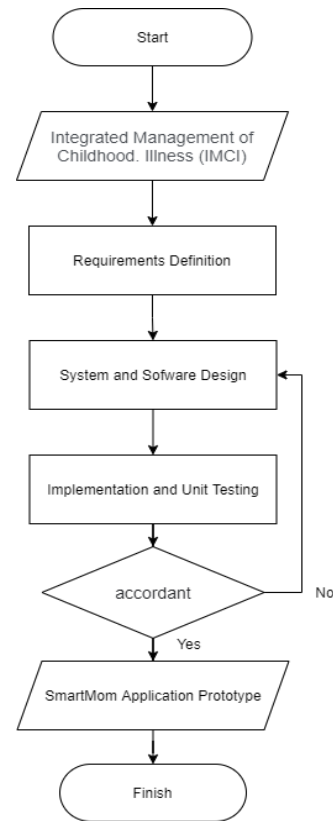 Start
Integrated Management of
Childhood. Illness (IMCI)
Requirements Definition
System and Sofware Design
Implementation and Unit Testing
accordant
No
Yes
SmartMom Application Prototype
Finish